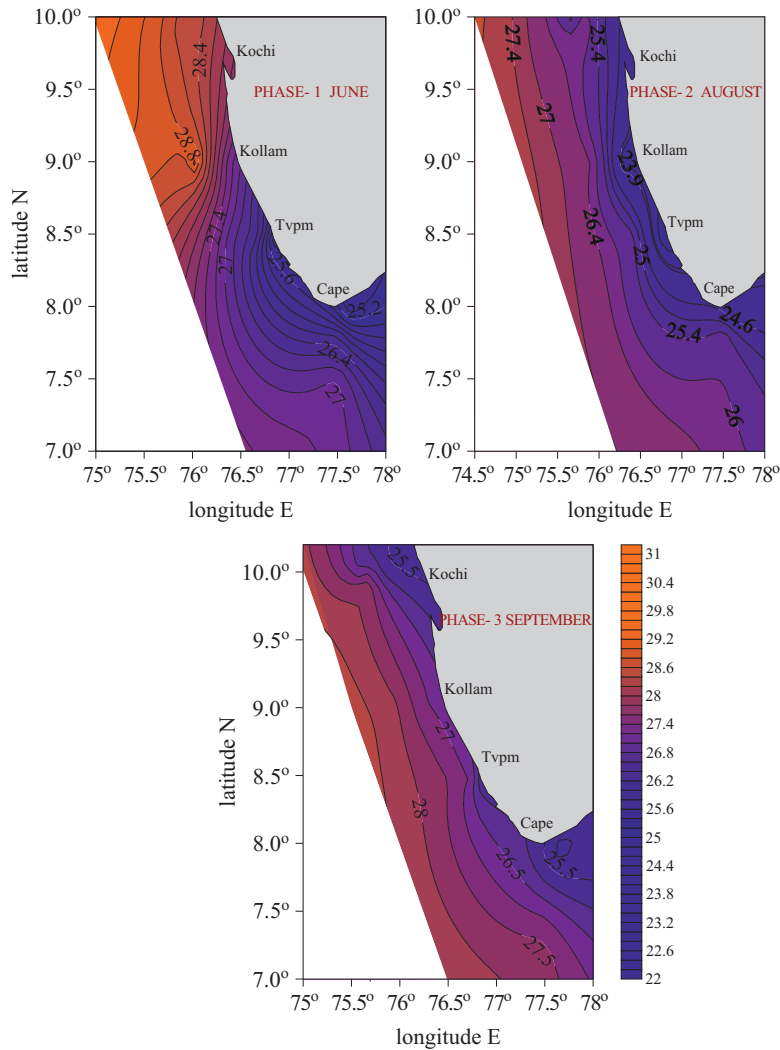 10.0º
9.5º
9.0º
8.5º
8.0º
7.5º
7.0º
latitude N
75º 75.5º 76º 76.5º 77º 77.5º 78º
longitude E
Kochi
PHASE- 1 JUNE
Kollam
Tvpm
Cape
28.4
28.8
27.4
27
25.6
25.2
26.4
27
10.0º
9.5º
9.0º
8.5º
8.0º
7.5º
7.0º
74.5º 75º 75.5º 76º 76.5º 77º 77.5º 78º
longitude E
Kochi
PHASE- 2 AUGUST
Kollam
Tvpm
Cape
27.4
25.4
27
23.9
26.4
25
24.6
25.4
26
10.0º
9.5º
9.0º
8.5º
8.0º
7.5º
7.0º
latitude N
75º 75.5º 76º 76.5º 77º 77.5º 78º
longitude E
25.5
Kochi
PHASE- 3 SEPTEMBER
Kollam
27
Tvpm
28
Cape
26.5
25.5
27.5
31
30.4
29.8
29.2
28.6
28
27.4
26.8
26.2
25.6
25
24.4
23.8
23.2
22.6
22